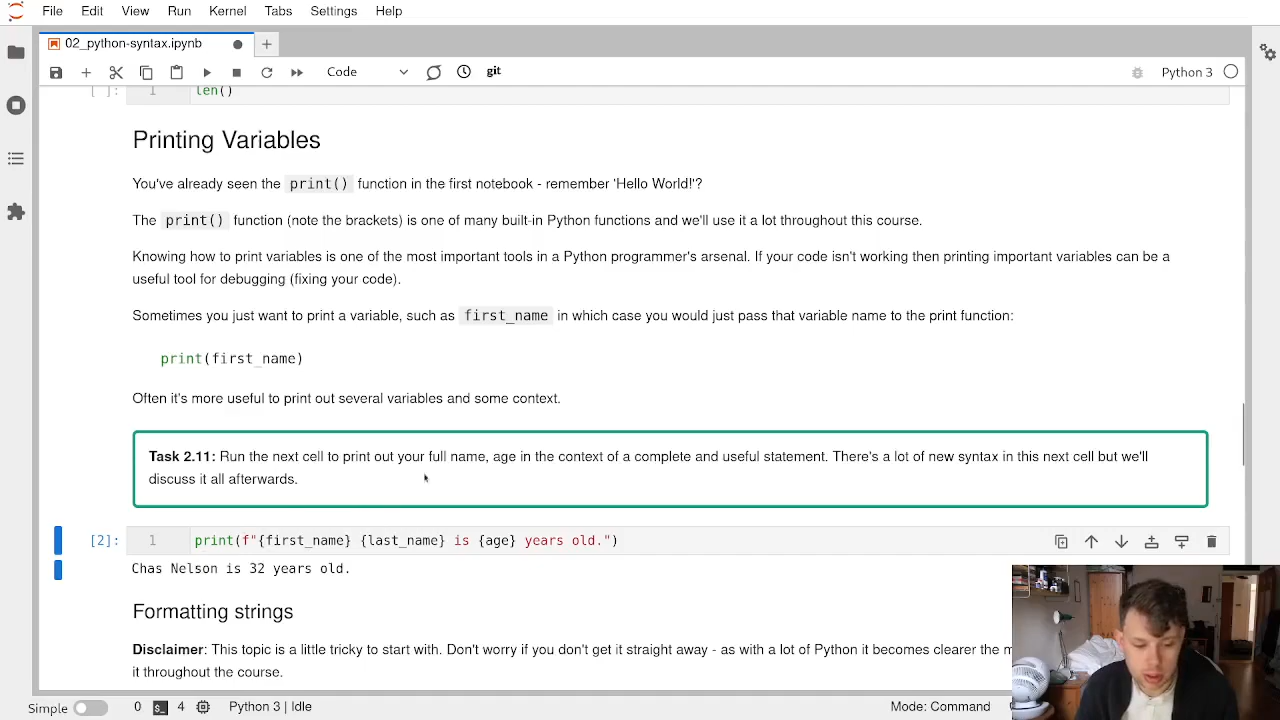 File Edit View Run Kernel Tabs Settings Help
02_python-syntax.ipynb
Code git Python 3
[ ]: 1 len()
Printing Variables
You've already seen the print() function in the first notebook - remember 'Hello World!'?
The print() function (note the brackets) is one of many built-in Python functions and we'll use it a lot throughout this course.
Knowing how to print variables is one of the most important tools in a Python programmer's arsenal. If your code isn't working then printing important variables can be a
useful tool for debugging (fixing your code).
Sometimes you just want to print a variable, such as first_name in which case you would just pass that variable name to the print function:
print(first_name)
Often it's more useful to print out several variables and some context.
Task 2.11: Run the next cell to print out your full name, age in the context of a complete and useful statement. There's a lot of new syntax in this next cell but we'll
discuss it all afterwards.
[2]: 1 print(f"{first_name} {last_name} is {age} years old.")
Chas Nelson is 32 years old.
Formatting strings
Disclaimer: This topic is a little tricky to start with. Don't worry if you don't get it straight away - as with a lot of Python it becomes clearer the
it throughout the course.
Simple 0 $_ 4 Python 3 | Idle Mode: Command